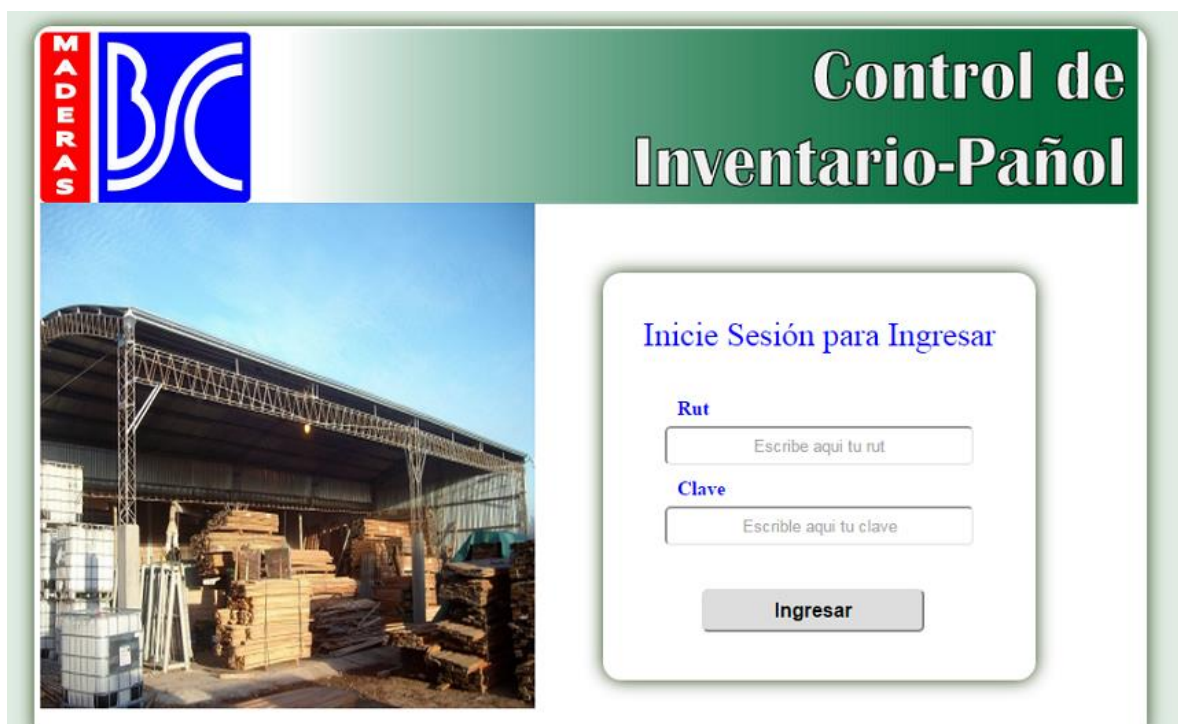 MADERAS
BSC
Control de
Inventario-Pañol
Inicie Sesión para Ingresar
Rut
Escribe aqui tu rut
Clave
Escrible aqui tu clave
Ingresar